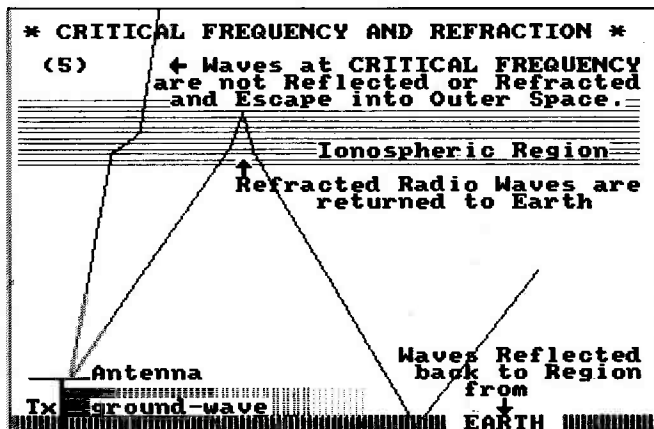 * CRITICAL FREQUENCY AND REFRACTION *
(5) ← Waves at CRITICAL FREQUENCY
are not Reflected or Refracted
and Escape into Outer Space.
Ionospheric Region
Refracted Radio Waves are
returned to Earth
Waves Reflected
Antenna back to Region
from
Tx ground-wave
EARTH